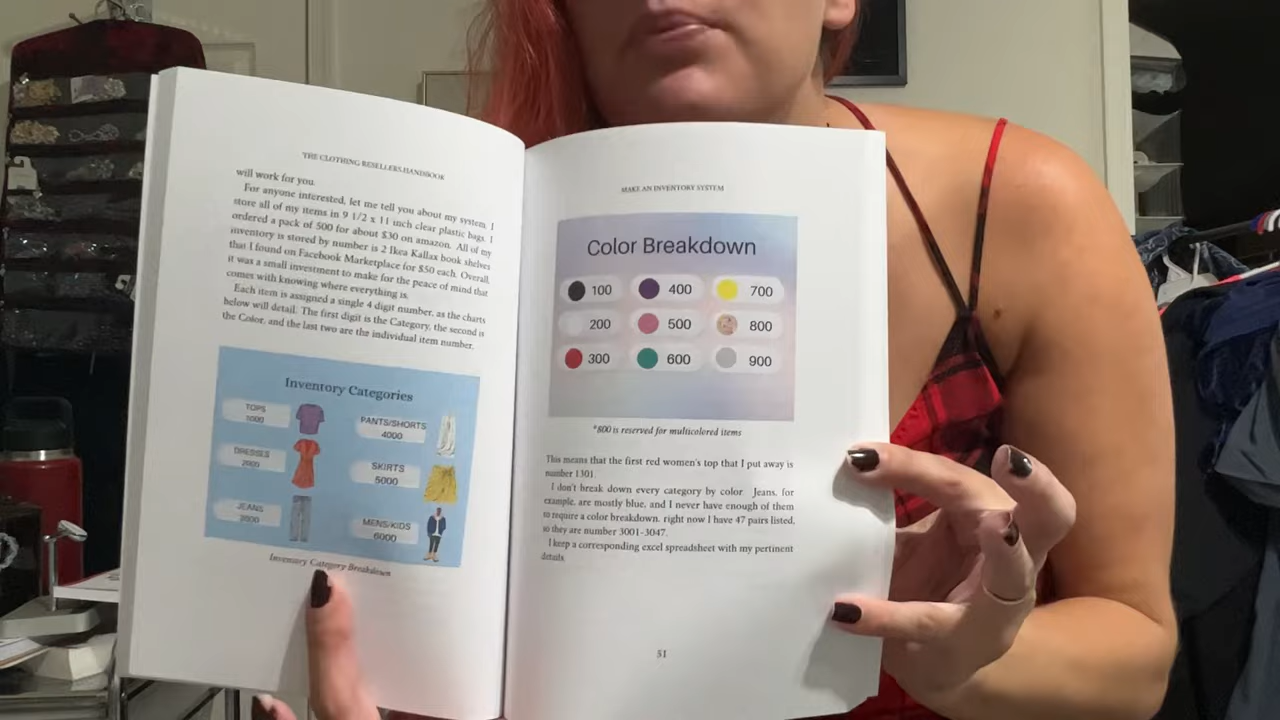 THE CLOTHING RESELLERS HANDBOOK
will work for you.
For anyone interested, let me tell you about my system. I
store all of my items in 9 1/2 x 11 inch clear plastic bags. I
ordered a pack of 500 for about $30 on amazon. All of my
inventory is stored by number is 2 Ikea Kallax book shelves
that I found on Facebook Marketplace for $50 each. Overall,
it was a small investment to make for the peace of mind that
comes with knowing where everything is.
Each item is assigned a single 4 digit number, as the charts
below will detail. The first digit is the Category, the second is
the Color, and the last two are the individual item number.
Inventory Categories
TOPS
1000
PANTS/SHORTS
4000
DRESSES
2000
SKIRTS
5000
JEANS
3000
MENS/KIDS
6000
Inventory Category Breakdown
MAKE AN INVENTORY SYSTEM
Color Breakdown
100 400 700
200 500 800
300 600 900
*800 is reserved for multicolored items
This means that the first red women's top that I put away is
number 1301.
I don't break down every category by color. Jeans, for
example, are mostly blue, and I never have enough of them
to require a color breakdown. right now I have 47 pairs listed,
so they are number 3001-3047.
I keep a corresponding excel spreadsheet with my pertinent
details.
51